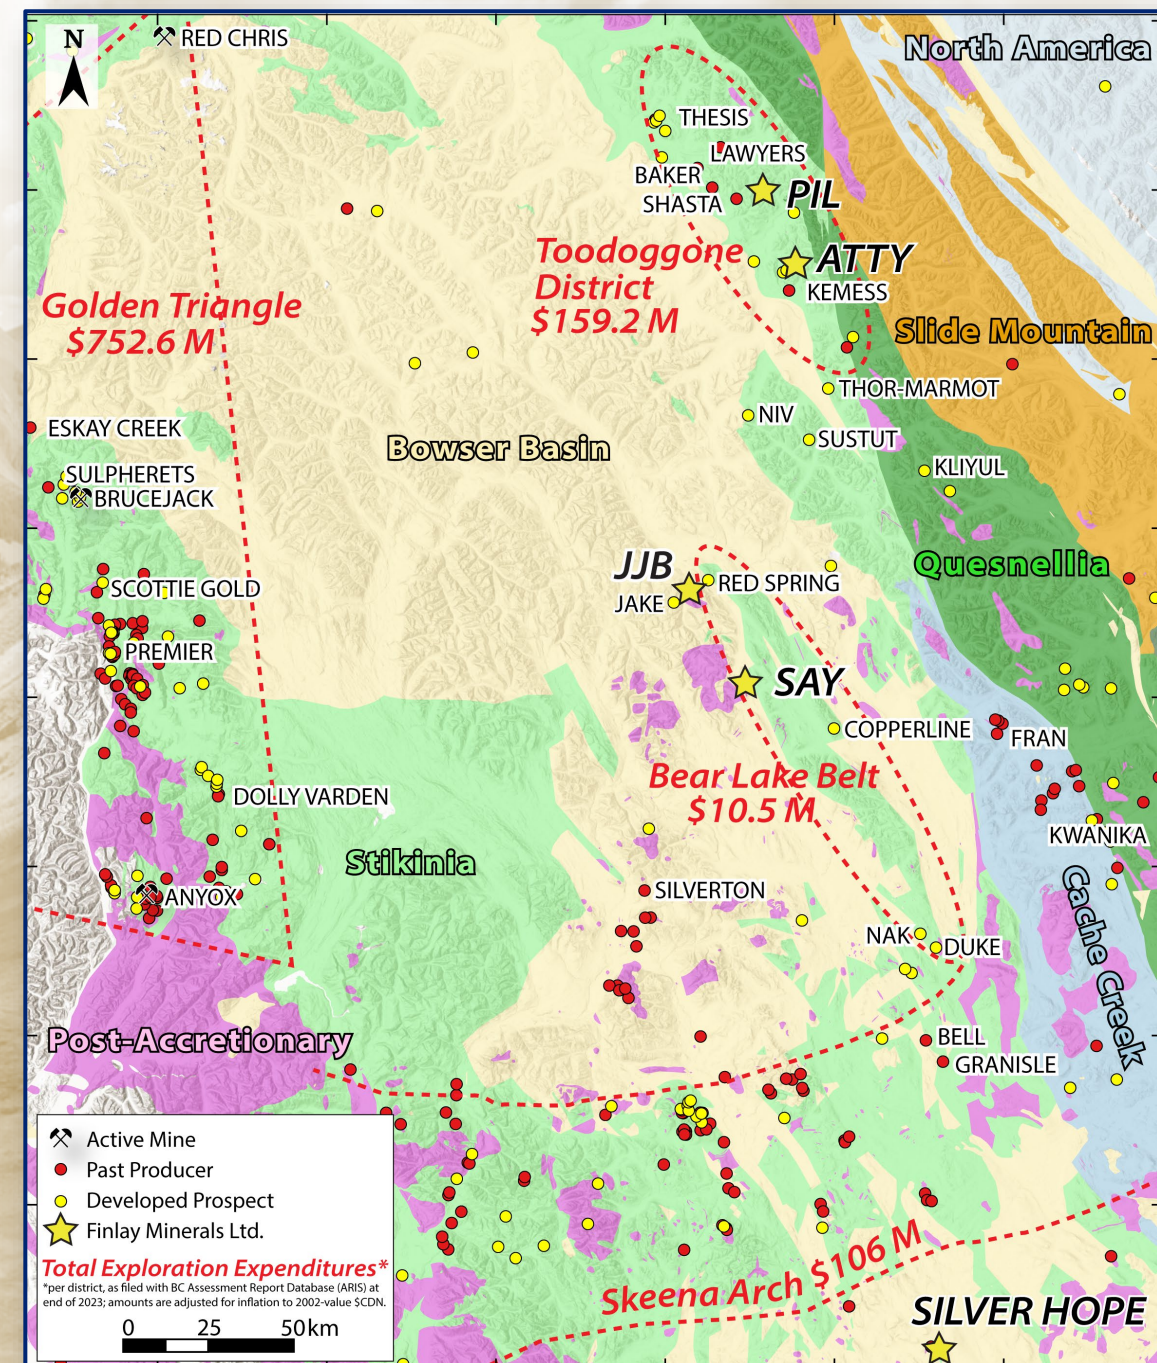 N
RED CHRIS
North America
THESIS
LAWYERS
BAKER
SHASTA
PIL
Toodoggone
District
$159.2 M
ATTY
KEMESS
Golden Triangle
$752.6 M
Slide Mountain
THOR-MARMOT
NIV
SUSTUT
ESKAY CREEK
Bowser Basin
KLIYUL
SULPHERETS
BRUCEJACK
JJB
Quesnellia
RED SPRING
SCOTTIE GOLD
JAKE
PREMIER
SAY
COPPERLINE
FRAN
Bear Lake Belt
$10.5 M
DOLLY VARDEN
KWANIKA
Stikinia
SILVERTON
ANYOX
Cache Creek
NAK
DUKE
Post-Accretionary
BELL
GRANISLE
Active Mine
Past Producer
Developed Prospect
Finlay Minerals Ltd.
Total Exploration Expenditures*
*per district, as filed with BC Assessment Report Database (ARIS) at
end of 2023; amounts are adjusted for inflation to 2002-value $CDN.
0 25 50km
Skeena Arch $106 M
SILVER HOPE